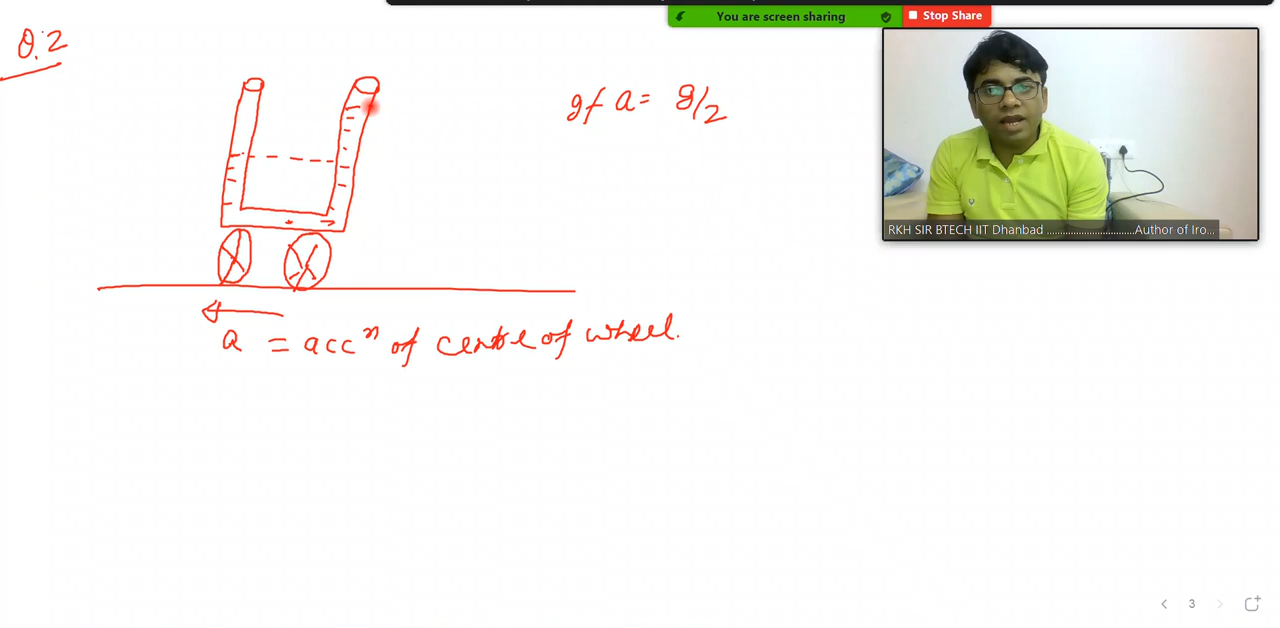 You are screen sharing
Stop Share
Q.2
If a = g/2
RKH SIR BTECH IIT Dhanbad ..................................Author of Iro...
a = accⁿ of centre of wheel.
3